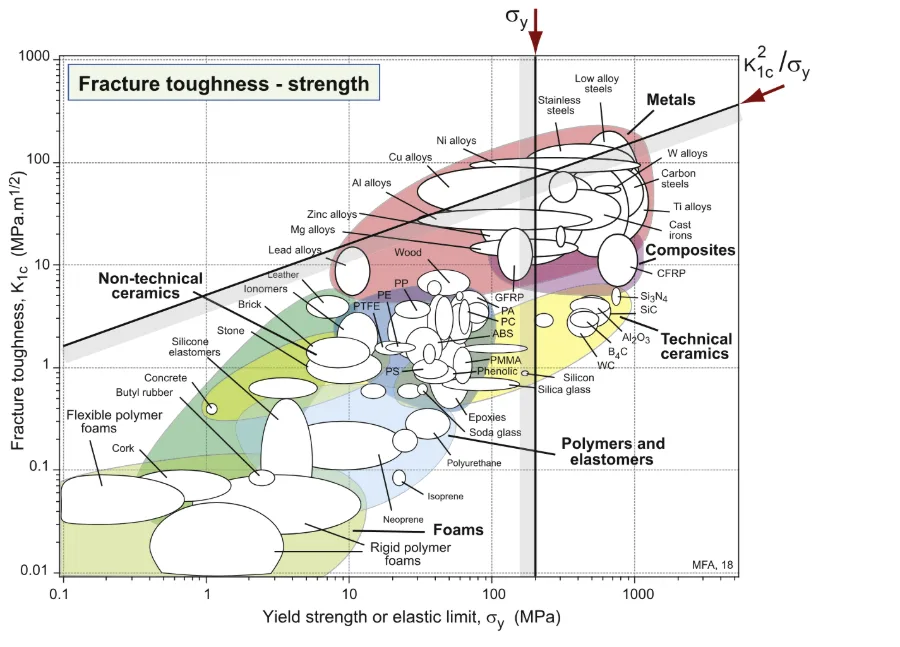 σy
K²1c /σy
1000
Fracture toughness - strength
Low alloy
steels
Stainless
steels
Metals
Ni alloys
Cu alloys
W alloys
100
Carbon
steels
Al alloys
Zinc alloys
Ti alloys
Mg alloys
Cast
irons
Lead alloys
Wood
Composites
10
CFRP
Non-technical
ceramics
Leather
Ionomers
PP
GFRP
Si3N4
Brick
PTFE
PE
PA
SiC
Stone
PC
ABS
Al2O3
Technical
ceramics
Silicone
elastomers
B4C
WC
1
PMMA
Phenolic
PS
Concrete
Silicon
Butyl rubber
Silica glass
Flexible polymer
foams
Epoxies
Soda glass
Cork
Polymers and
elastomers
Polyurethane
0.1
Isoprene
Neoprene
Foams
Rigid polymer
foams
MFA, 18
0.01
Fracture toughness, K1c (MPa.m1/2)
0.1
1
10
100
1000
Yield strength or elastic limit, σy (MPa)